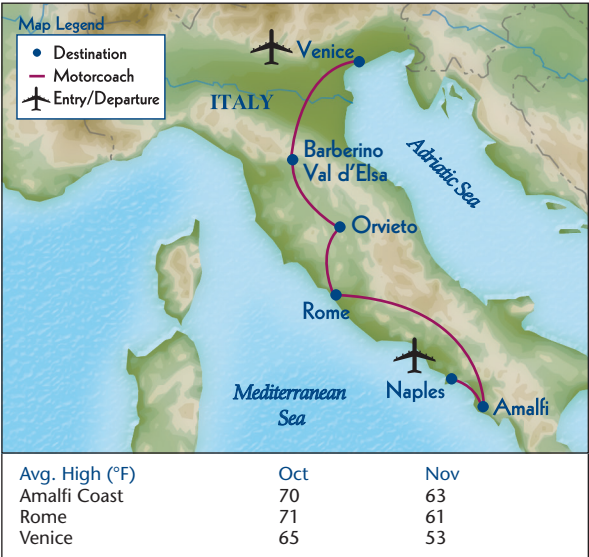 Map Legend
Destination
Motorcoach
Entry/Departure
Venice
ITALY
Barberino
Val d'Elsa
Adriatic Sea
Orvieto
Rome
Naples
Amalfi
Mediterranean
Sea
Avg. High (°F) Oct Nov
Amalfi Coast 70 63
Rome 71 61
Venice 65 53